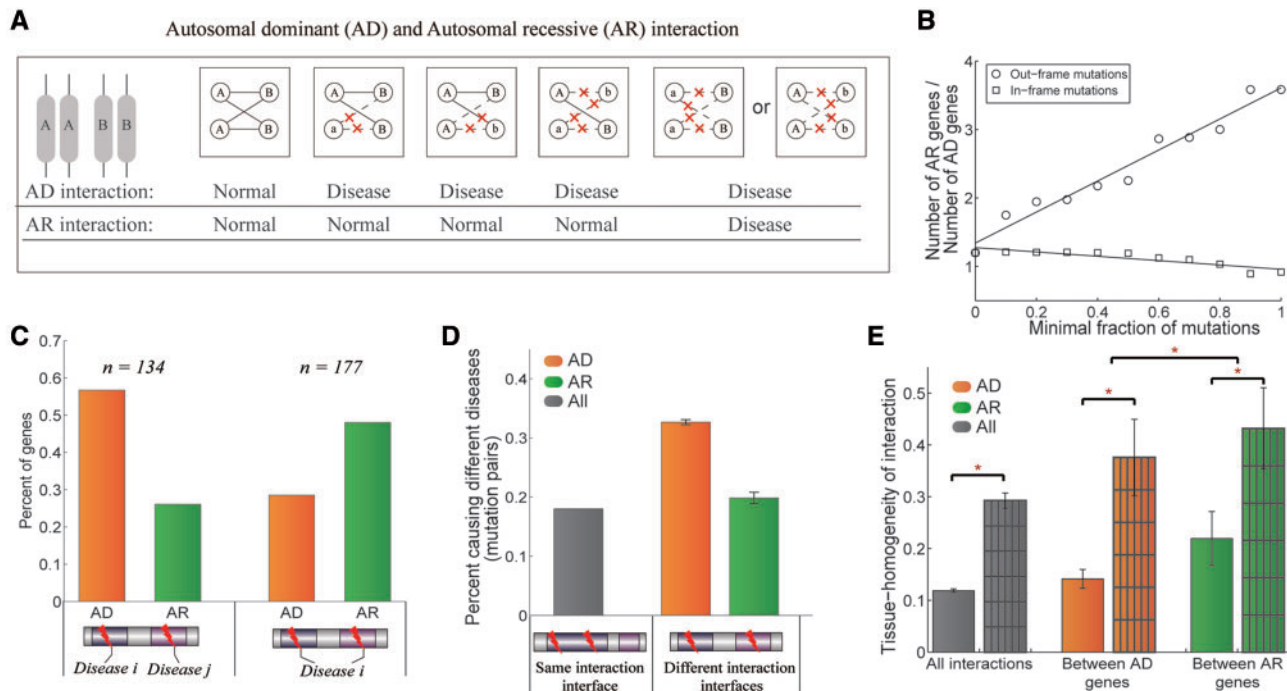 A
Autosomal dominant (AD) and Autosomal recessive (AR) interaction
A A B B
A B A B
A B a B
A B a b
A b A b
a B a B
or
A b A b
AD interaction: Normal Disease Disease Disease Disease
AR interaction: Normal Normal Normal Normal Disease
B
Number of AR genes /
Number of AD genes
4
3
2
1
Out-frame mutations
In-frame mutations
0 0.2 0.4 0.6 0.8 1
Minimal fraction of mutations
C
Percent of genes
0.7
0.6
0.5
0.4
0.3
0.2
0.1
0
n = 134
n = 177
AD AR AD AR
Disease i Disease j
Disease i
D
Percent causing different diseases
(mutation pairs)
0.4
0.3
0.2
0.1
0
AD
AR
All
Same interaction
interface
Different interaction
interfaces
E
Tissue-homogeneity of interaction
0.5
0.4
0.3
0.2
0.1
0
AD
AR
All
*
*
*
*
All interactions
Between AD
genes
Between AR
genes